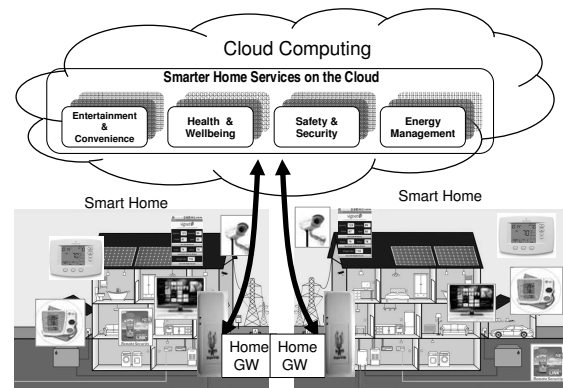 Cloud Computing
Smarter Home Services on the Cloud
Entertainment
&
Convenience
Health &
Wellbeing
Safety &
Security
Energy
Management
Smart Home
Smart Home
Home
GW
Home
GW